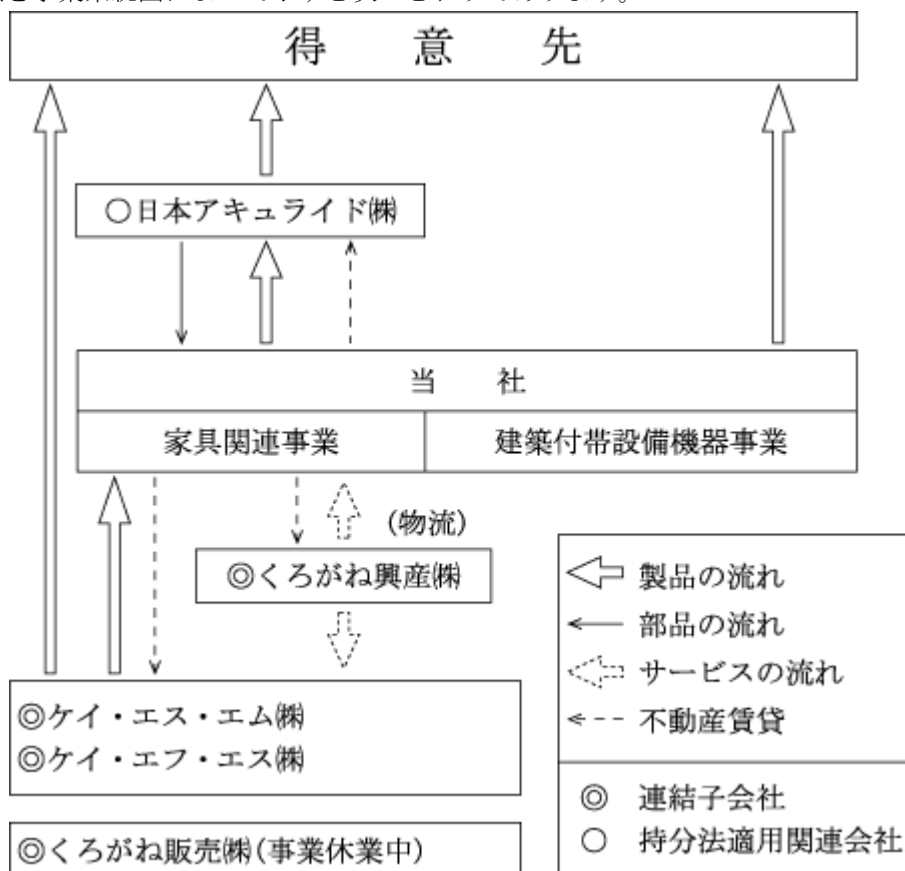 得意先
○日本アキュライド㈱
当社
家具関連事業
建築付帯設備機器事業
(物流)
◎くろがね興産㈱
◎ケイ・エス・エム㈱
◎ケイ・エフ・エス㈱
◎くろがね販売㈱(事業休業中)
製品の流れ
部品の流れ
サービスの流れ
不動産賃貸
◎ 連結子会社
○ 持分法適用関連会社